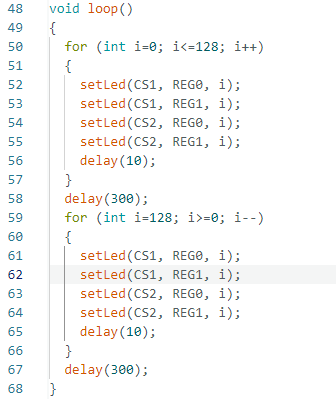 48 void loop()
49 {
50   for (int i=0; i<=128; i++)
51   {
52     setLed(CS1, REG0, i);
53     setLed(CS1, REG1, i);
54     setLed(CS2, REG0, i);
55     setLed(CS2, REG1, i);
56     delay(10);
57   }
58   delay(300);
59   for (int i=128; i>=0; i--)
60   {
61     setLed(CS1, REG0, i);
62     setLed(CS1, REG1, i);
63     setLed(CS2, REG0, i);
64     setLed(CS2, REG1, i);
65     delay(10);
66   }
67   delay(300);
68 }